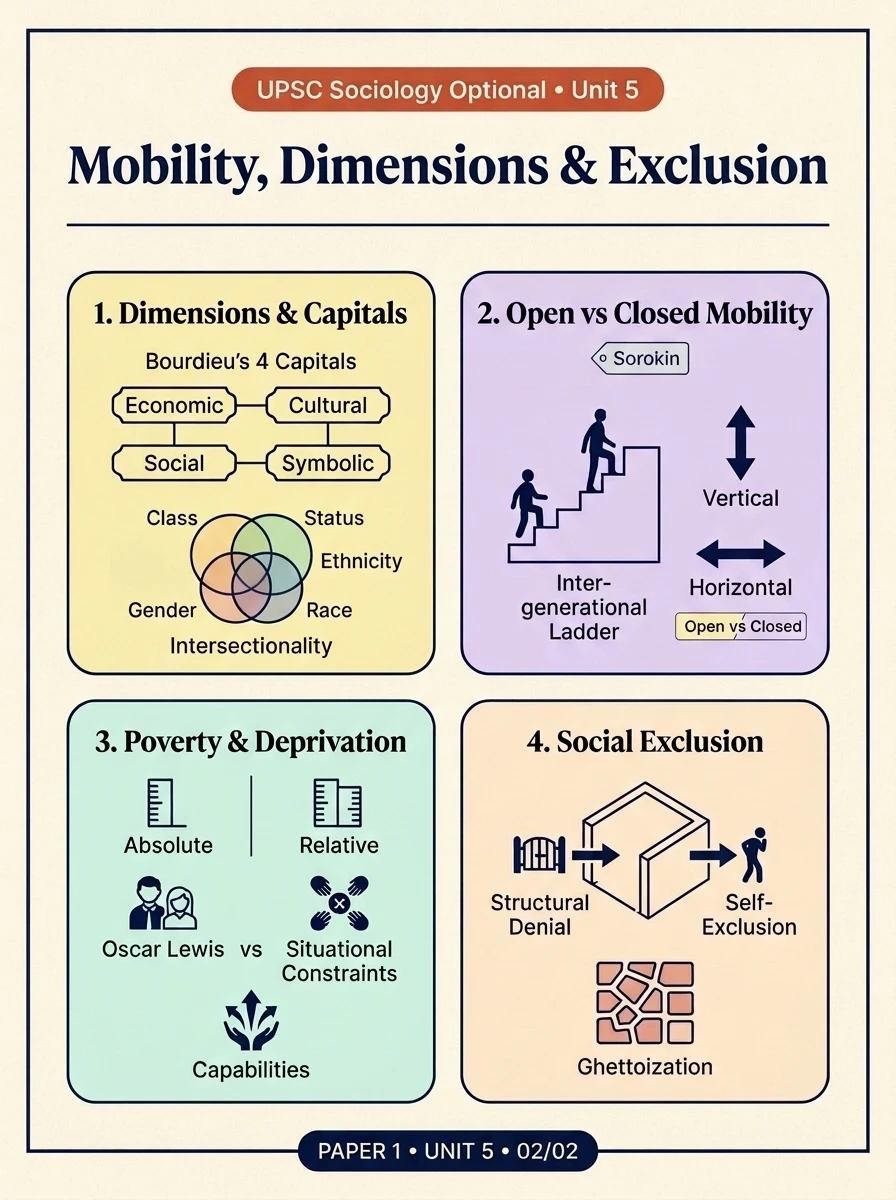 UPSC Sociology Optional • Unit 5
Mobility, Dimensions & Exclusion
1. Dimensions & Capitals
Bourdieu’s 4 Capitals
Economic
Cultural
Social
Symbolic
Class
Status
Ethnicity
Gender
Race
Intersectionality
2. Open vs Closed Mobility
Sorokin
Vertical
Horizontal
Inter-
generational
Ladder
Open vs Closed
3. Poverty & Deprivation
Absolute
Relative
Oscar Lewis vs Situational
Constraints
Capabilities
4. Social Exclusion
Structural
Denial
Self-
Exclusion
Ghettoization
PAPER 1 • UNIT 5 • 02/02